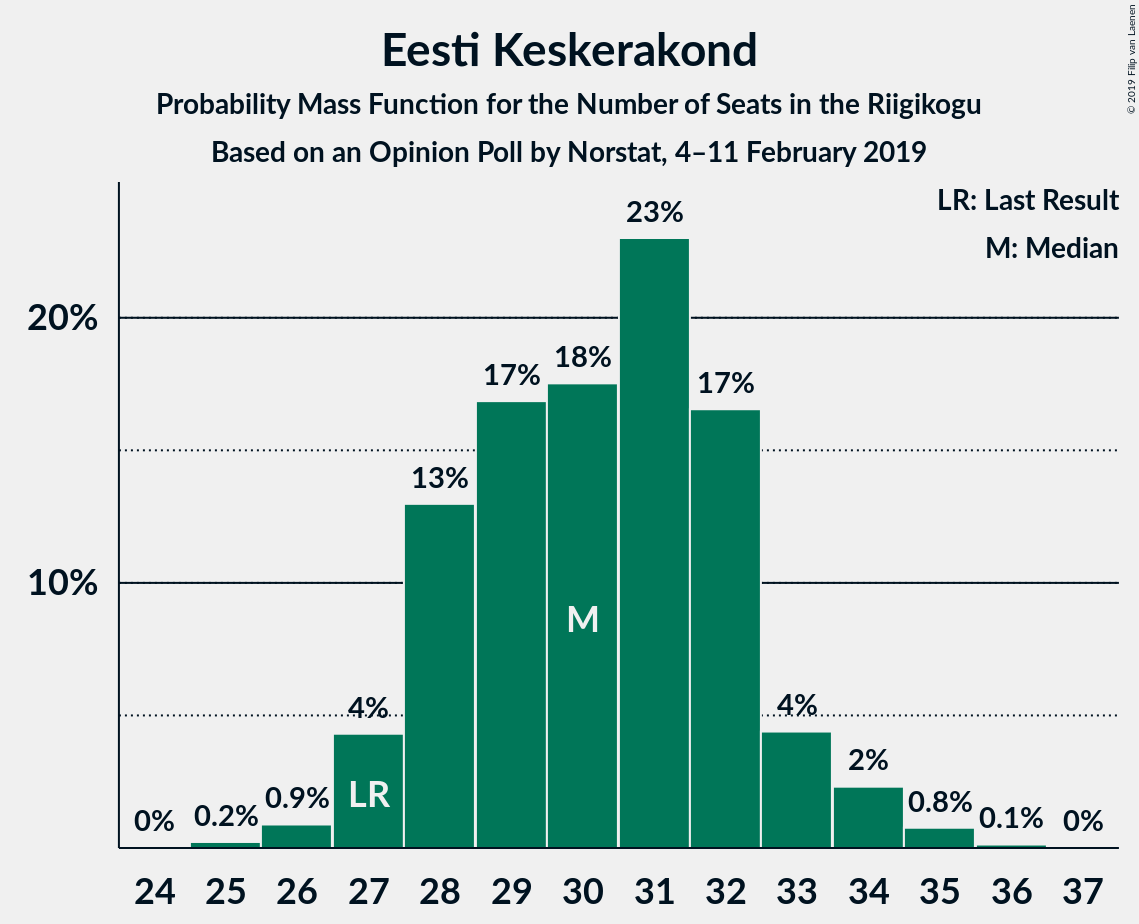 Eesti Keskerakond
Probability Mass Function for the Number of Seats in the Riigikogu
Based on an Opinion Poll by Norstat, 4–11 February 2019
© 2019 Filip van Laenen
LR: Last Result
M: Median
20%
10%
0%
0.2%
0.9%
4%
13%
17%
18%
23%
17%
4%
2%
0.8%
0.1%
0%
LR
M
24 25 26 27 28 29 30 31 32 33 34 35 36 37